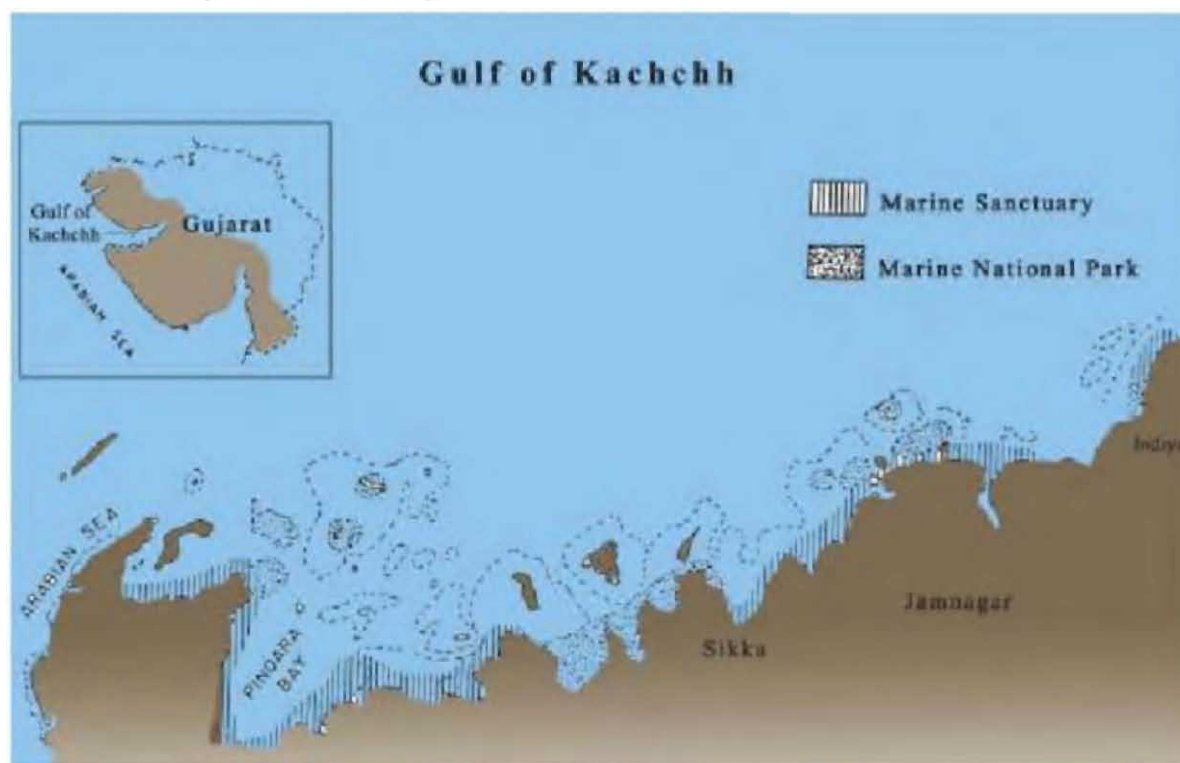 Gulf of Kachchh
Gulf of
Kachchh
Gujarat
ARABIAN SEA
Marine Sanctuary
Marine National Park
ARABIAN SEA
PINDARA
BAY
Sikka
Jamnagar